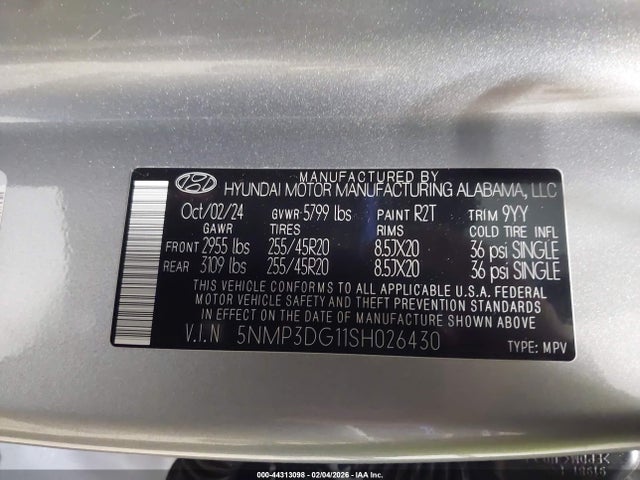 MANUFACTURED BY
HYUNDAI MOTOR MANUFACTURING ALABAMA, LLC
Oct/02/24 GVWR 5799 lbs PAINT R2T TRIM 9YY
GAWR TIRES RIMS COLD TIRE INFL
FRONT 2955 lbs 255/45R20 8.5JX20 36 psi SINGLE
REAR 3109 lbs 255/45R20 8.5JX20 36 psi SINGLE
THIS VEHICLE CONFORMS TO ALL APPLICABLE U.S.A. FEDERAL
MOTOR VEHICLE SAFETY AND THEFT PREVENTION STANDARDS
IN EFFECT ON THE DATE OF MANUFACTURE SHOWN ABOVE.
V.I.N 5NMP3DG11SH026430 TYPE: MPV
000-44313098 - 02/04/2026 - IAAI.COM